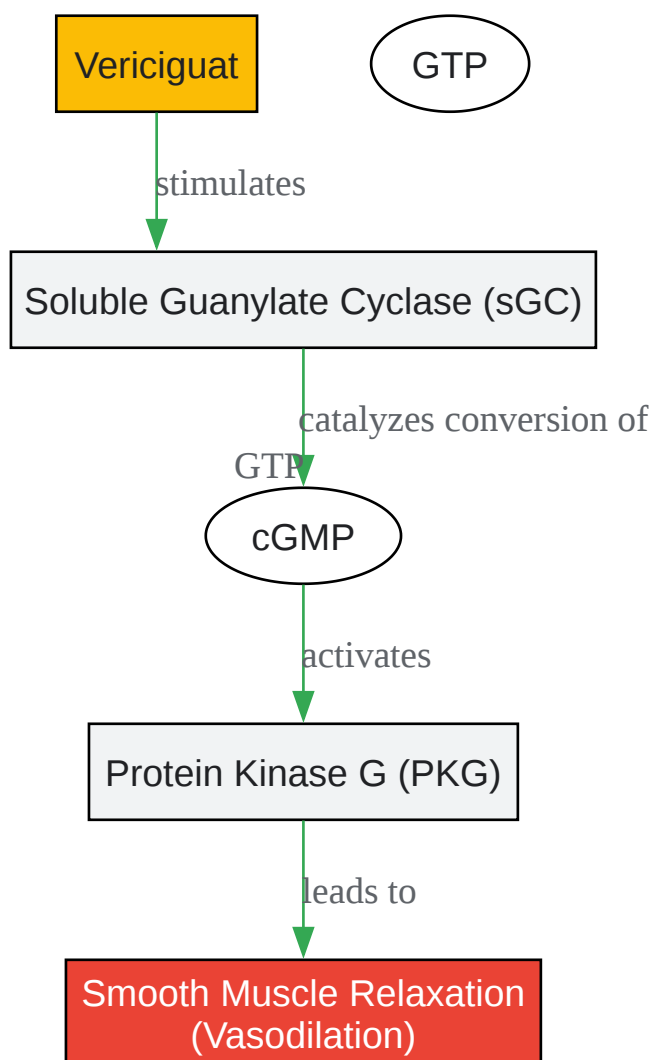 Vericiguat
GTP
stimulates
Soluble Guanylate Cyclase (sGC)
catalyzes conversion of
GTP
cGMP
activates
Protein Kinase G (PKG)
leads to
Smooth Muscle Relaxation
(Vasodilation)